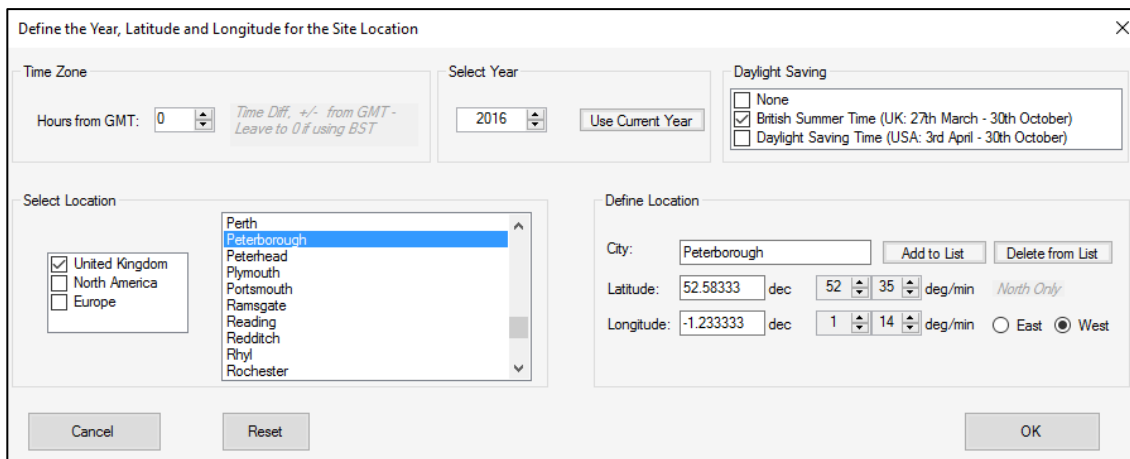 Define the Year, Latitude and Longitude for the Site Location
Time Zone
Hours from GMT: 0
Time Diff, +/- from GMT -
Leave to 0 if using BST
Select Year
2016 Use Current Year
Daylight Saving
None
British Summer Time (UK: 27th March - 30th October)
Daylight Saving Time (USA: 3rd April - 30th October)
Select Location
United Kingdom
North America
Europe
Perth
Peterborough
Peterhead
Plymouth
Portsmouth
Ramsgate
Reading
Redditch
Rhyl
Rochester
Define Location
City: Peterborough Add to List Delete from List
Latitude: 52.58333 dec 52 35 deg/min North Only
Longitude: -1.233333 dec 1 14 deg/min East West
Cancel Reset OK